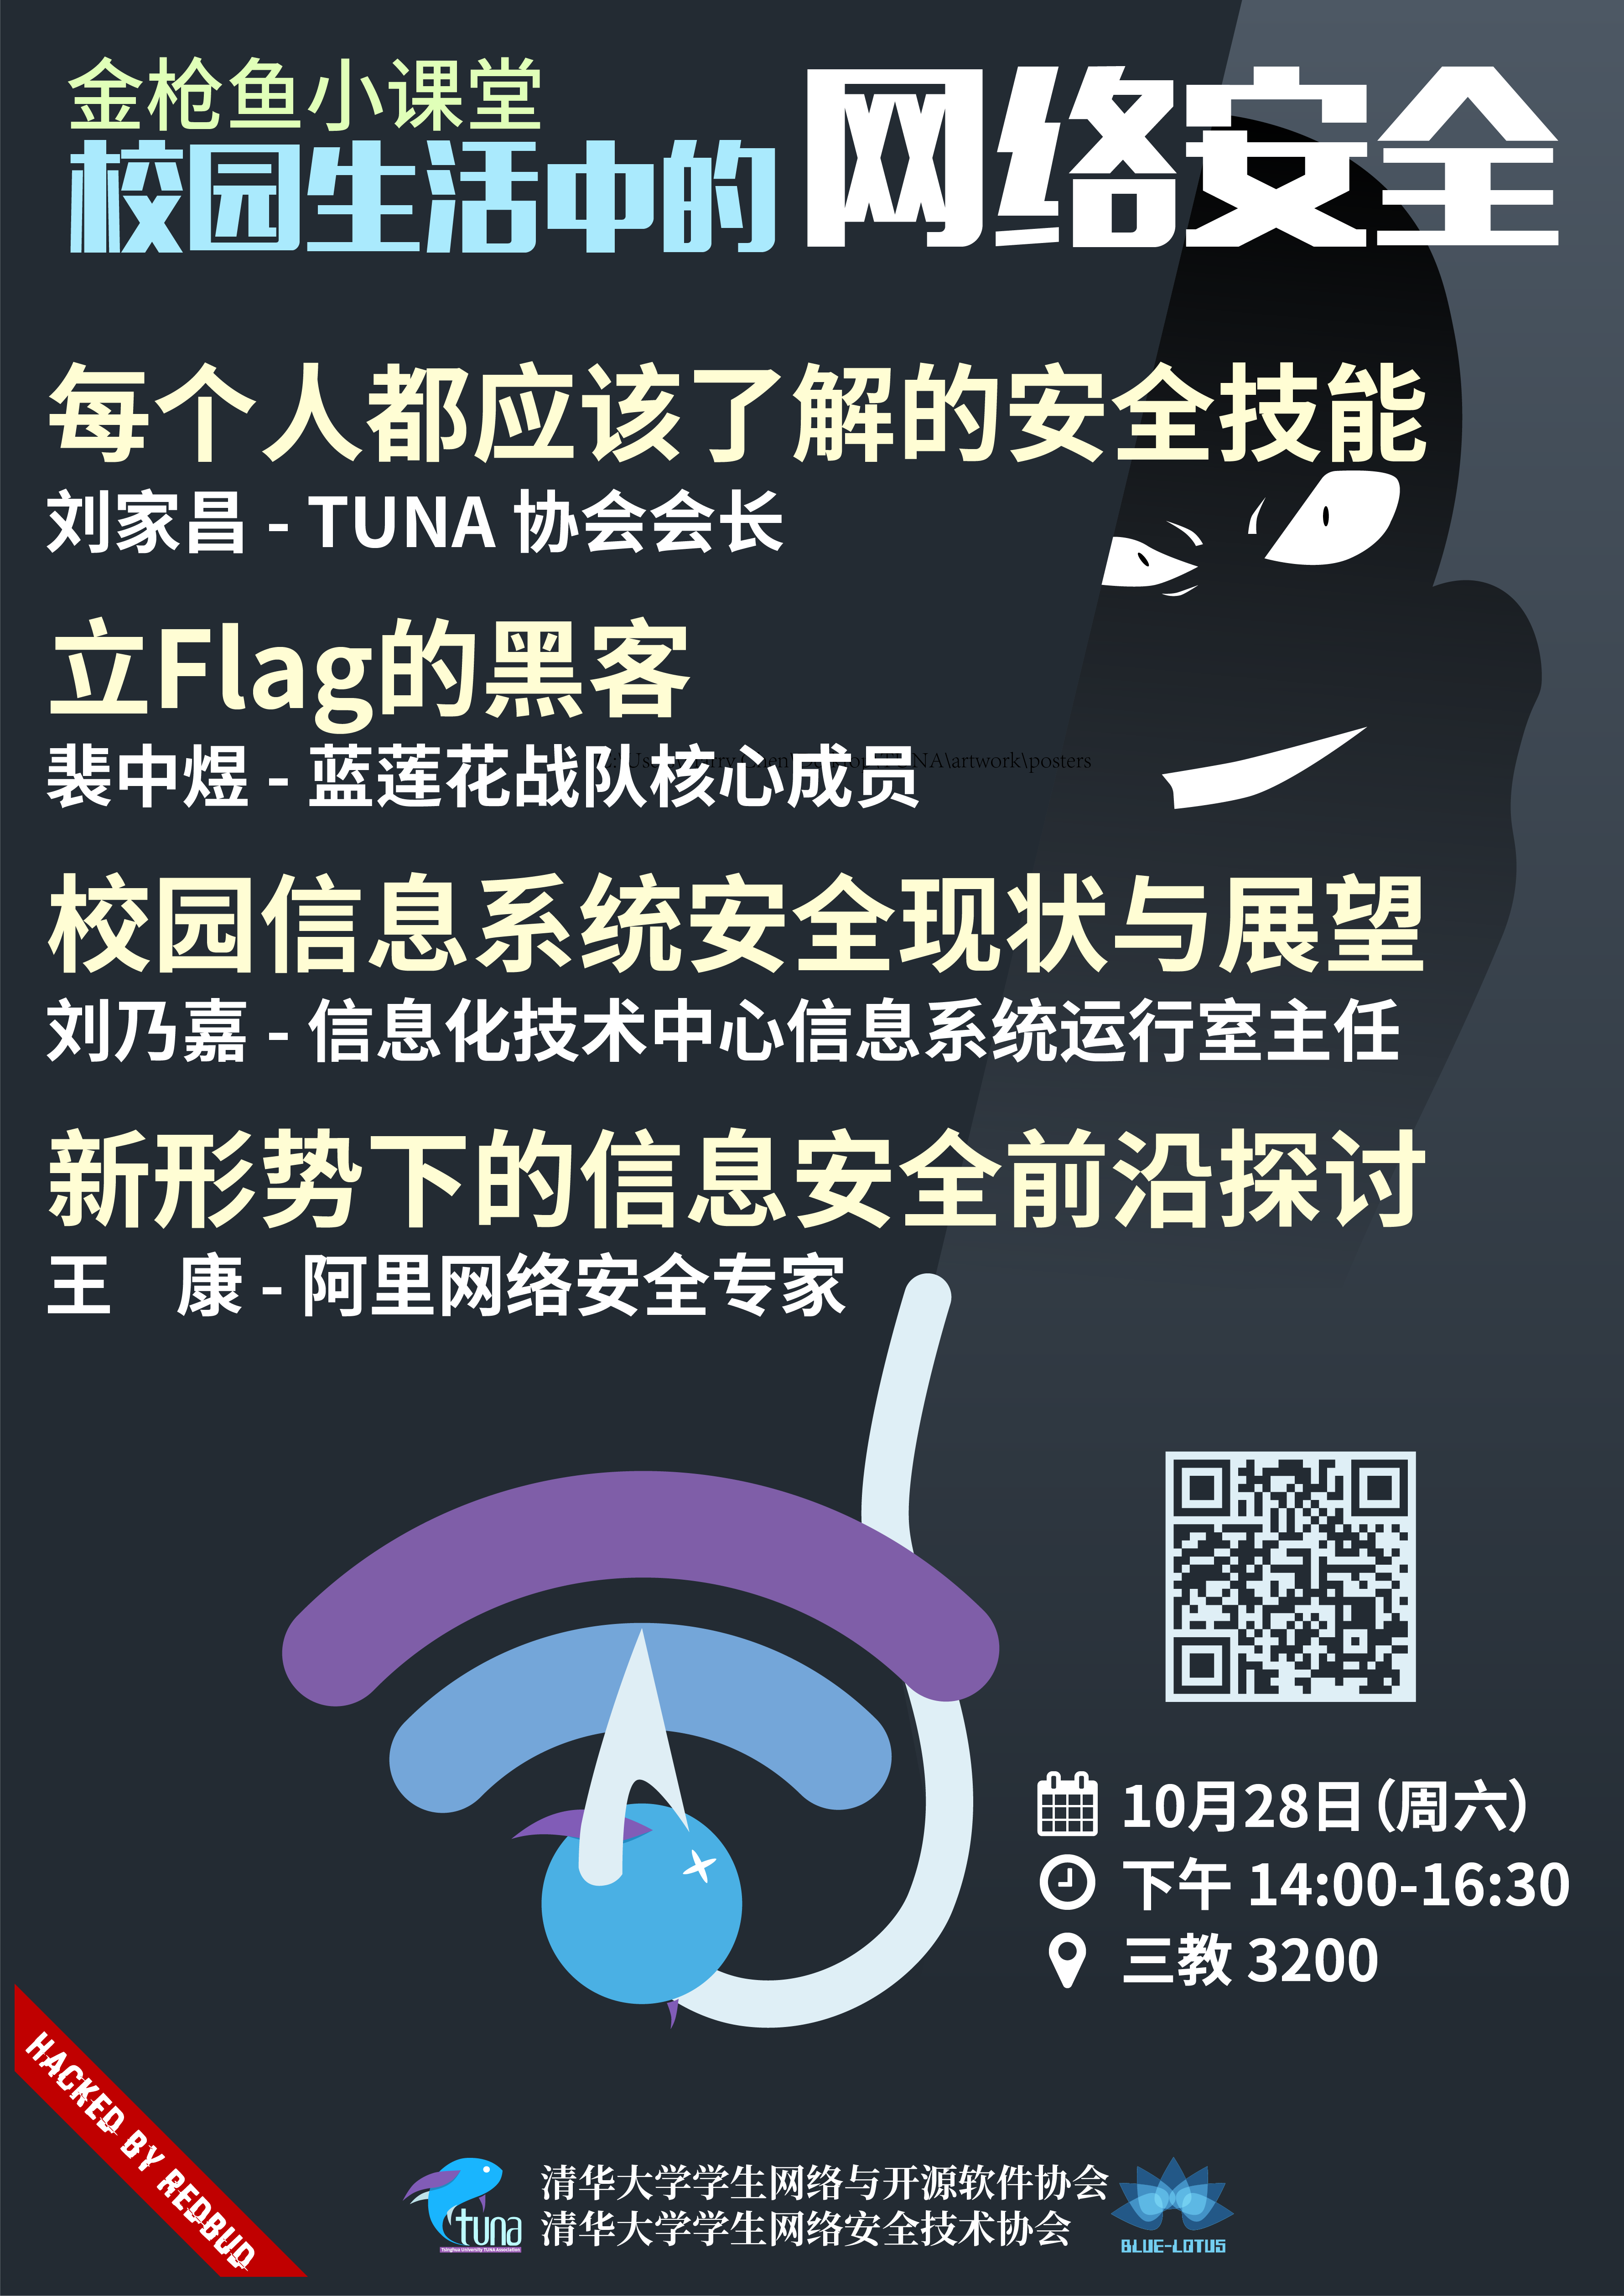 金枪鱼小课堂
校园生活中的 网络安全
每个人都应该了解的安全技能
刘家昌 - TUNA 协会会长
立Flag的黑客
裴中煜 - 蓝莲花战队核心成员
\artwork\posters
校园信息系统安全现状与展望
刘乃嘉 - 信息化技术中心信息系统运行室主任
新形势下的信息安全前沿探讨
王　康 - 阿里网络安全专家
10月28日(周六)
下午 14:00-16:30
三教 3200
HACKED BY REDBUD
tuna
Tsinghua University TUNA Association
清华大学学生网络与开源软件协会
清华大学学生网络安全技术协会
BLUE-LOTUS